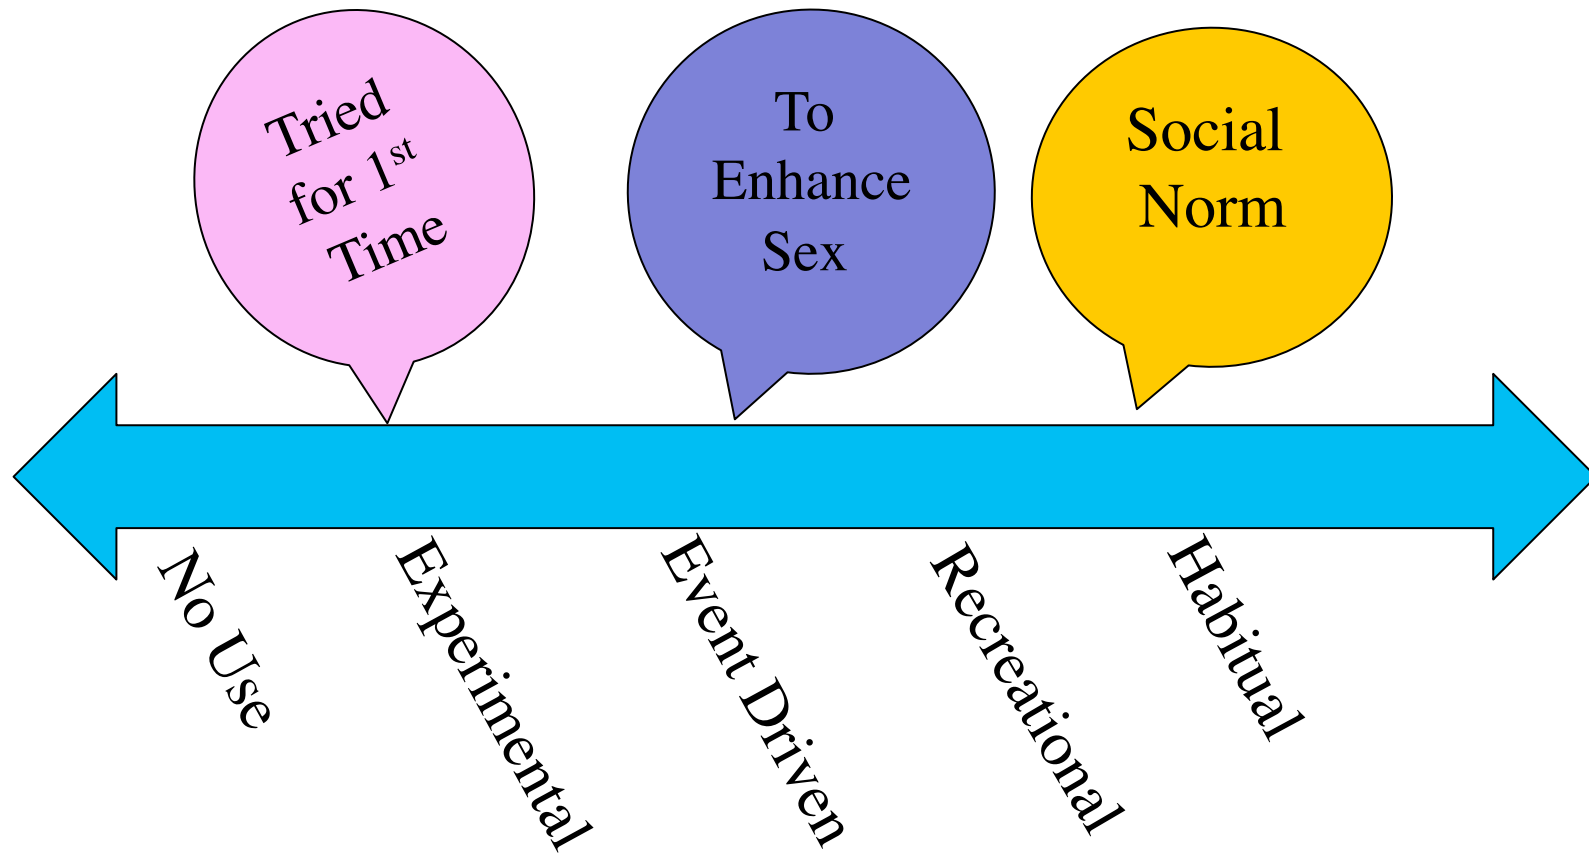 Tried
for 1st
Time
To
Enhance
Sex
Social
Norm
No Use
Experimental
Event Driven
Recreational
Habitual